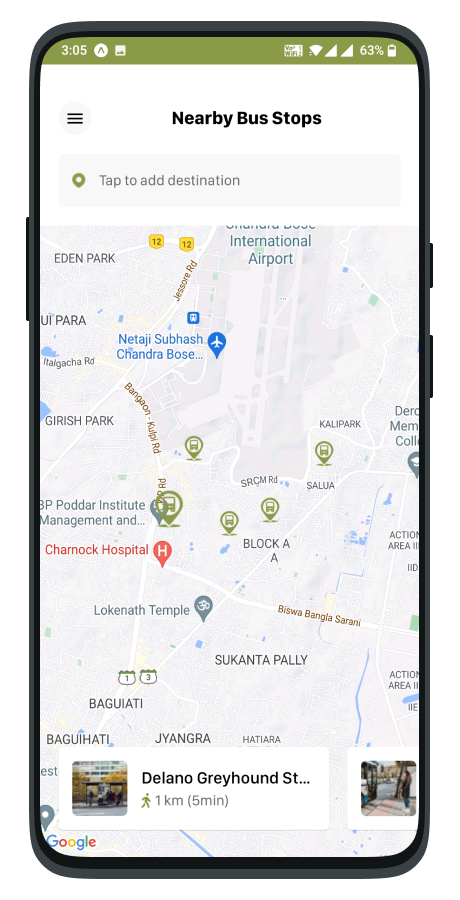 3:05
63%
Nearby Bus Stops
Tap to add destination
Chandra Bose
International
Airport
12
12
EDEN PARK
Jessore Rd
UI PARA
Netaji Subhash
Chandra Bose...
Italgacha Rd
Bangaon - Kulpi Rd
GIRISH PARK
KALIPARK
Dero
Mem
Colle
SRCM Rd
SALUA
BP Poddar Institute
Management and...
BLOCK A
A
ACTION
AREA II
IID
Charnock Hospital
H
Lokenath Temple
Biswa Bangla Sarani
SUKANTA PALLY
ACTION
AREA II
IIE
1
3
BAGUIATI
BAGUIHATI
JYANGRA
HATIARA
est
Delano Greyhound St...
1 km (5min)
Google